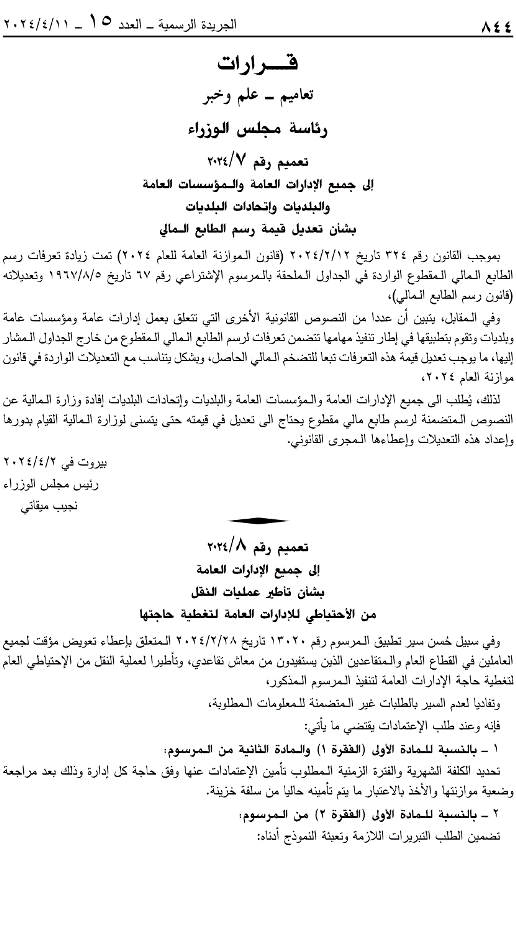 ٨٤٤
الجريدة الرسمية – العدد ١٥ – ٢٠٢٤/٤/١١
قـــرارات
تعاميم – علم وخبر
رئاسة مجلس الوزراء
تعميم رقم ٢٠٢٤/٧
إلى جميع الإدارات العامة والمؤسسات العامة
والبلديات واتحادات البلديات
بشأن تعديل قيمة رسم الطابع المالي
بموجب القانون رقم ٣٢٤ تاريخ ٢٠٢٤/٢/١٢ (قانون الموازنة العامة للعام ٢٠٢٤) تمت زيادة تعرفات رسم
الطابع المالي المقطوع الواردة في الجداول الملحقة بالمرسوم الإشتراعي رقم ٦٧ تاريخ ١٩٦٧/٨/٥ وتعديلاته
(قانون رسم الطابع المالي)،
وفي المقابل، يتبين أن عددا من النصوص القانونية الأخرى التي تتعلق بعمل إدارات عامة ومؤسسات عامة
وبلديات وتقوم بتطبيقها في إطار تنفيذ مهامها تتضمن تعرفات لرسم الطابع المالي المقطوع من خارج الجداول المشار
إليها، ما يوجب تعديل قيمة هذه التعرفات تبعا للتضخم المالي الحاصل، وبشكل يتناسب مع التعديلات الواردة في قانون
موازنة العام ٢٠٢٤،
لذلك، يُطلب الى جميع الإدارات العامة والمؤسسات العامة والبلديات وإتحادات البلديات إفادة وزارة المالية عن
النصوص المتضمنة لرسم طابع مالي مقطوع يحتاج الى تعديل في قيمته حتى يتسنى لوزارة المالية القيام بدورها
وإعداد هذه التعديلات وإعطاءها المجرى القانوني.
بيروت في ٢٠٢٤/٤/٢
رئيس مجلس الوزراء
نجيب ميقاتي
تعميم رقم ٢٠٢٤/٨
إلى جميع الإدارات العامة
بشأن تأطير عمليات النقل
من الأحتياطي للإدارات العامة لتغطية حاجتها
وفي سبيل حُسن سير تطبيق المرسوم رقم ١٣٠٢٠ تاريخ ٢٠٢٤/٢/٢٨ المتعلق بإعطاء تعويض مؤقت لجميع
العاملين في القطاع العام والمتقاعدين الذين يستفيدون من معاش تقاعدي، وتأطيرا لعملية النقل من الإحتياطي العام
لتغطية حاجة الإدارات العامة لتنفيذ المرسوم المذكور،
وتفاديا لعدم السير بالطلبات غير المتضمنة للمعلومات المطلوبة،
فإنه وعند طلب الإعتمادات يقتضي ما يأتي:
١ – بالنسبة للمادة الأولى (الفقرة ١) والمادة الثانية من المرسوم:
تحديد الكلفة الشهرية والفترة الزمنية المطلوب تأمين الإعتمادات عنها وفق حاجة كل إدارة وذلك بعد مراجعة
وضعية موازنتها والأخذ بالاعتبار ما يتم تأمينه حاليا من سلفة خزينة.
٢ – بالنسبة للمادة الأولى (الفقرة ٢) من المرسوم:
تضمين الطلب التبريرات اللازمة وتعبئة النموذج أدناه: